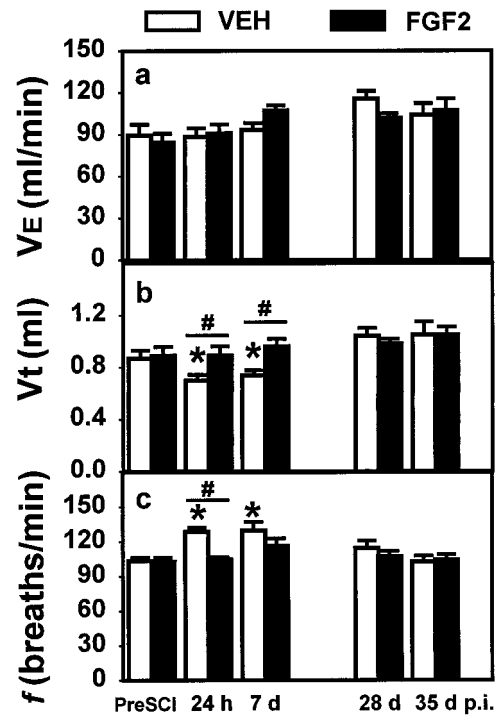 VEH FGF2
a
VE (ml/min)
150
120
90
60
30
0
b
Vt (ml)
1.2
0.8
0.4
0.0
# #
* *
c
f (breaths/min)
150
120
90
60
30
0
#
* *
PreSCI 24 h 7 d 28 d 35 d p.i.